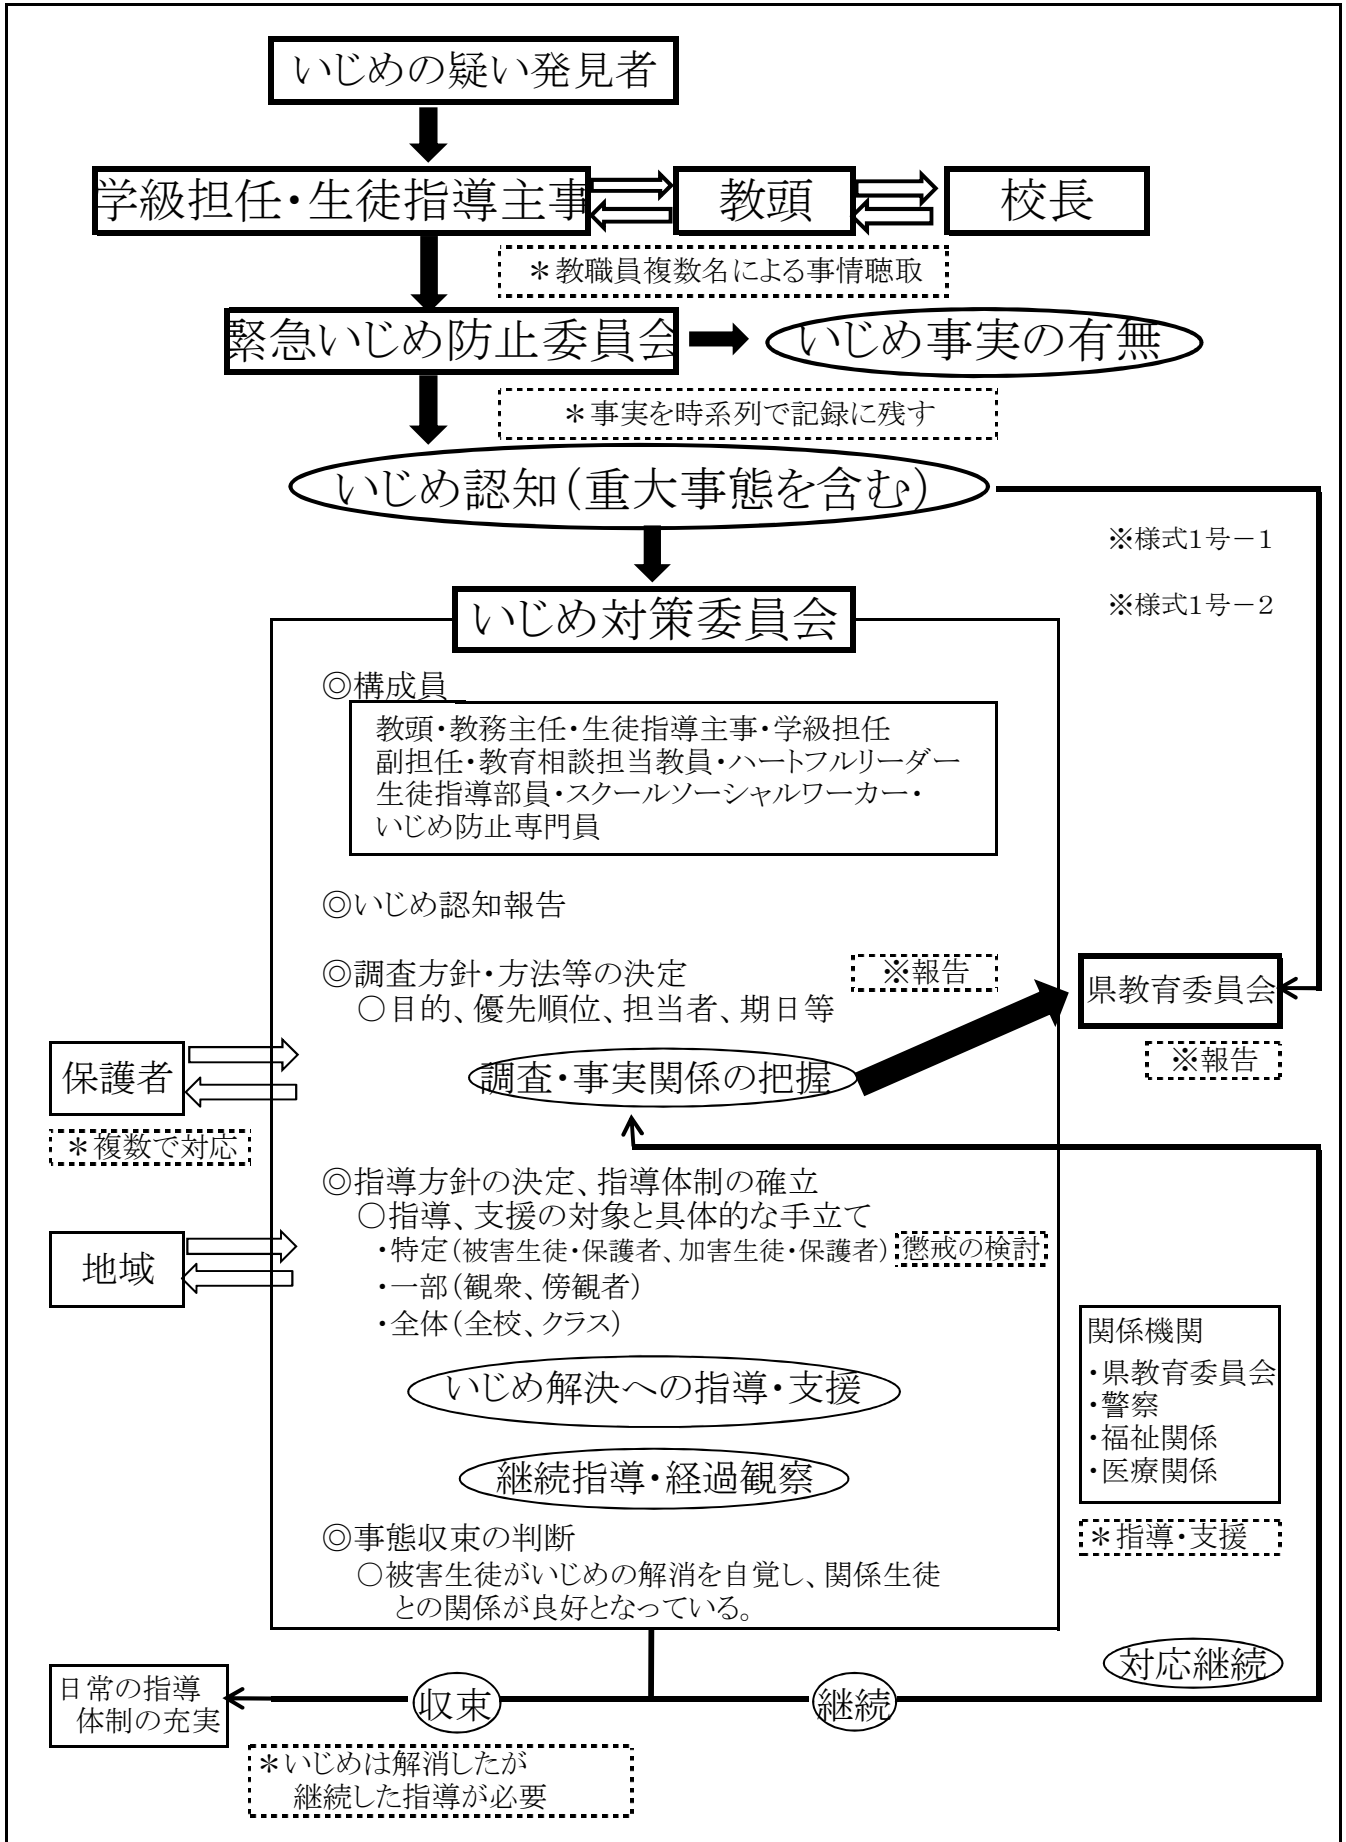 いじめの疑い発見者
学級担任・生徒指導主事
教頭
校長
＊教職員複数名による事情聴取
緊急いじめ防止委員会
いじめ事実の有無
＊事実を時系列で記録に残す
いじめ認知（重大事態を含む）
※様式1号－1
※様式1号－2
いじめ対策委員会
◎構成員
教頭・教務主任・生徒指導主事・学級担任
副担任・教育相談担当教員・ハートフルリーダー
生徒指導部員・スクールソーシャルワーカー・
いじめ防止専門員
◎いじめ認知報告
◎調査方針・方法等の決定
※報告
○目的、優先順位、担当者、期日等
県教育委員会
※報告
調査・事実関係の把握
保護者
＊複数で対応
◎指導方針の決定、指導体制の確立
○指導、支援の対象と具体的な手立て
・特定（被害生徒・保護者、加害生徒・保護者）
懲戒の検討
・一部（観衆、傍観者）
・全体（全校、クラス）
地域
いじめ解決への指導・支援
関係機関
・県教育委員会
・警察
・福祉関係
・医療関係
＊指導・支援
継続指導・経過観察
◎事態収束の判断
○被害生徒がいじめの解消を自覚し、関係生徒
との関係が良好となっている。
対応継続
日常の指導
体制の充実
収束
継続
＊いじめは解消したが
継続した指導が必要